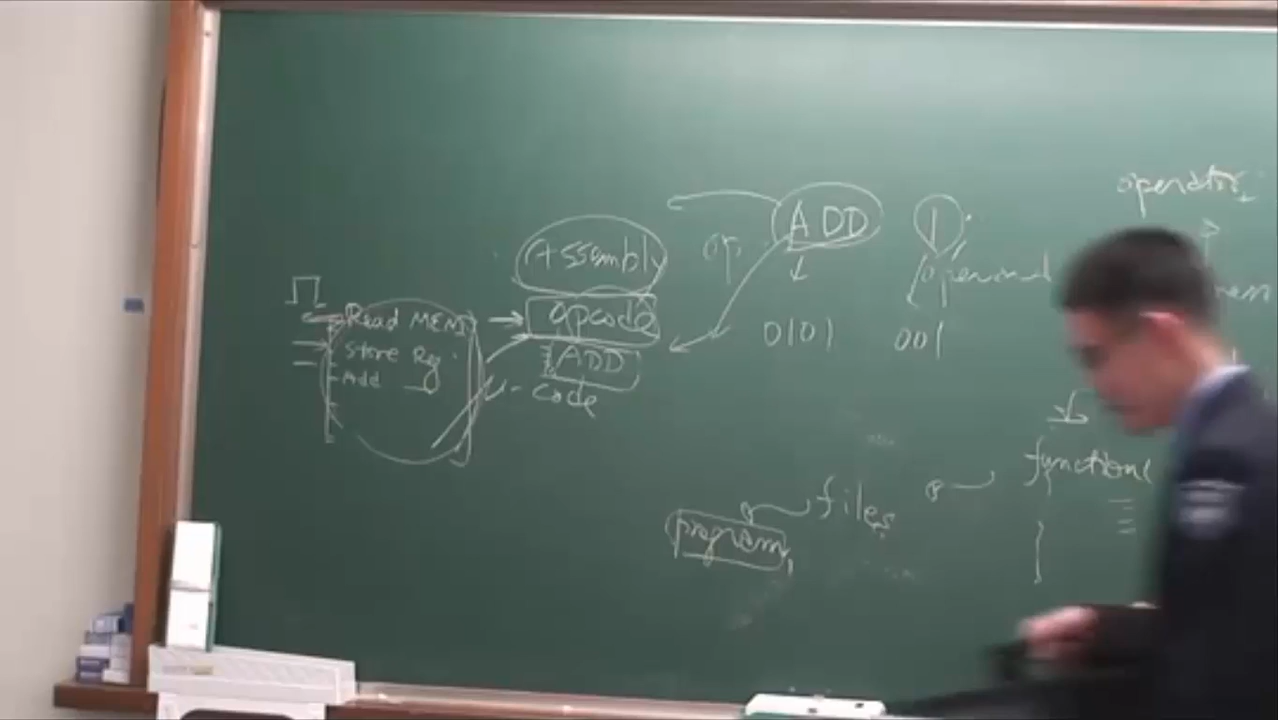 operator
ADD 1
Assembly op. operand
Read MEM opcode 0101 001
Store Reg. ADD
Add μ-code
function(
files
program